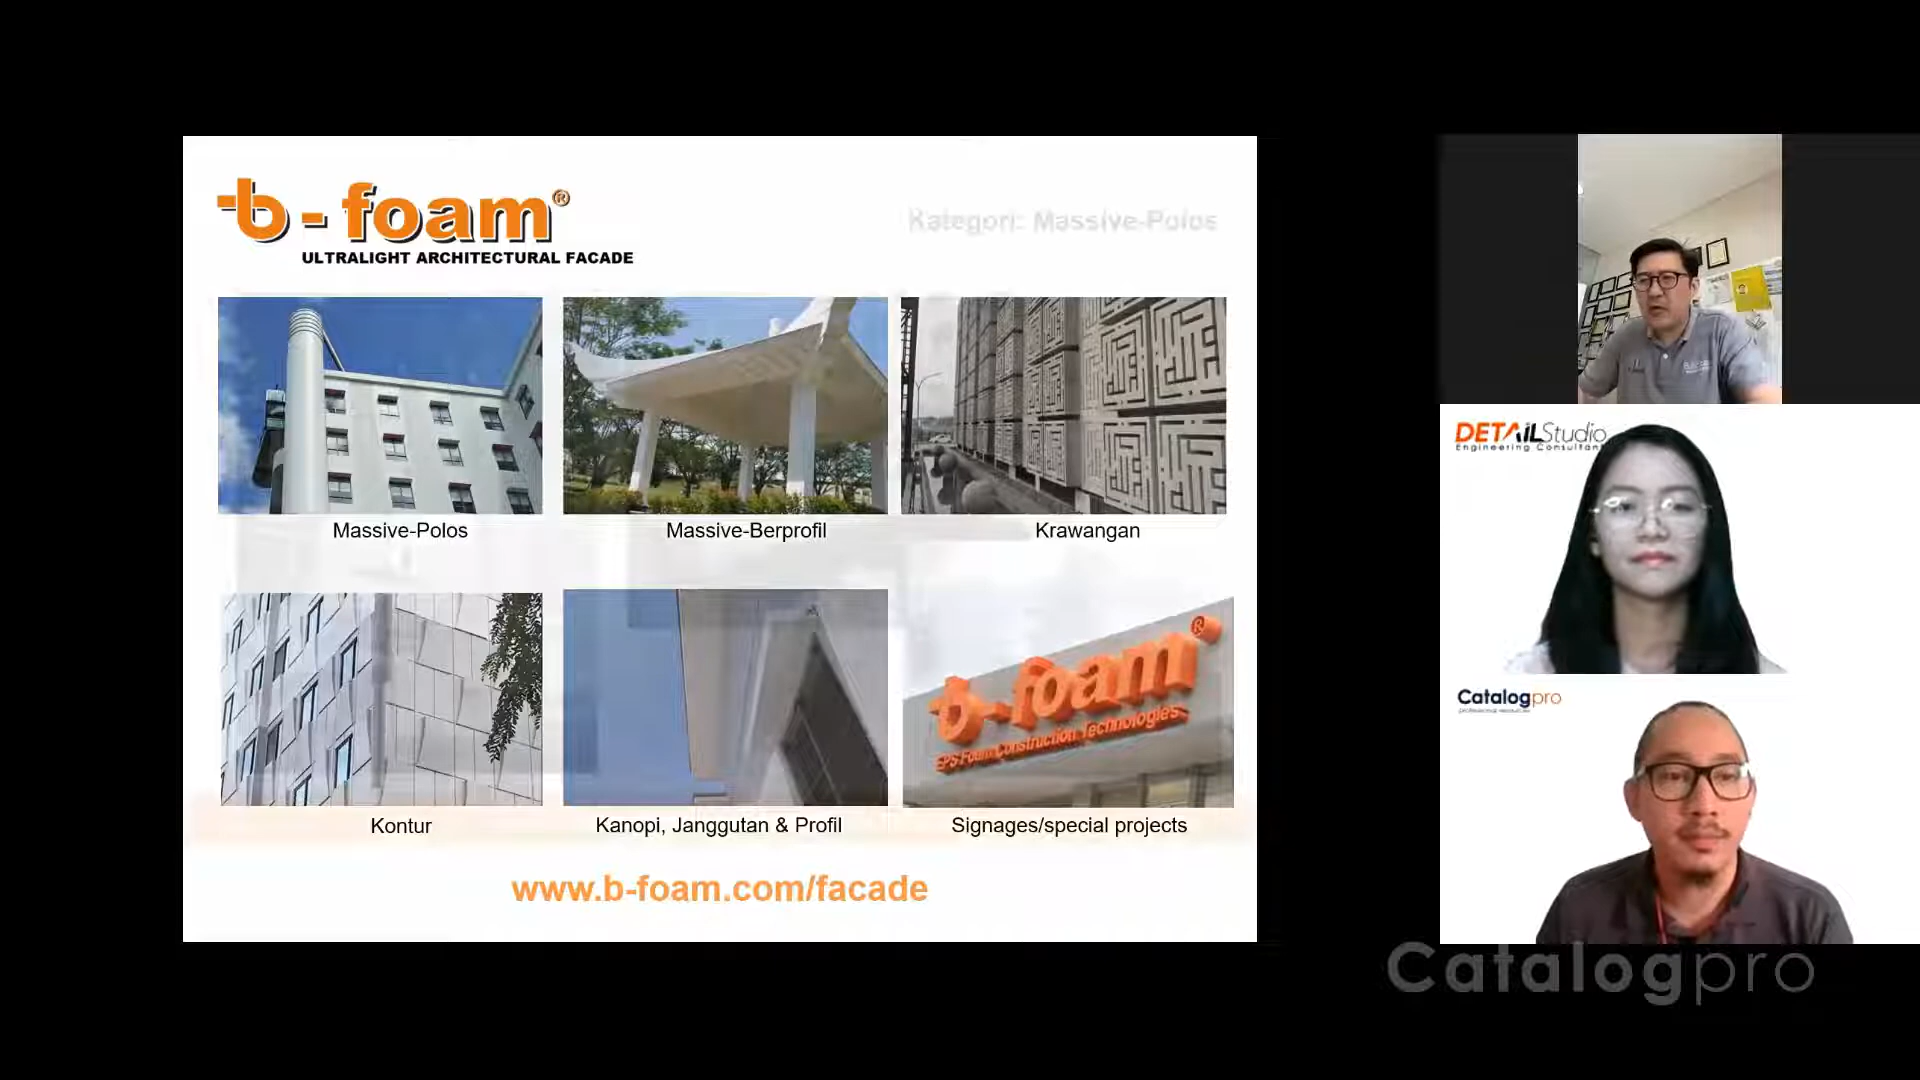 b-foam®
ULTRALIGHT ARCHITECTURAL FACADE
Kategori: Massive-Polos
Massive-Polos
Massive-Berprofil
Krawangan
b-foam®
EPS-Foam Construction Technologies
Kontur
Kanopi, Janggutan & Profil
Signages/special projects
www.b-foam.com/facade
DETAILStudio
Engineering Consultant
Catalogpro
Catalogpro